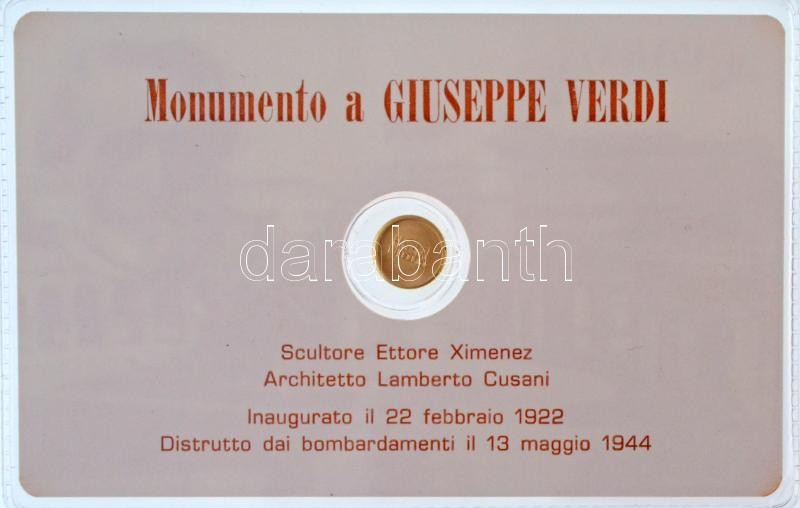 Monumento a GIUSEPPE VERDI
darabanth
Scultore Ettore Ximenez
Architetto Lamberto Cusani
Inaugurato il 22 febbraio 1922
Distrutto dai bombardamenti il 13 maggio 1944